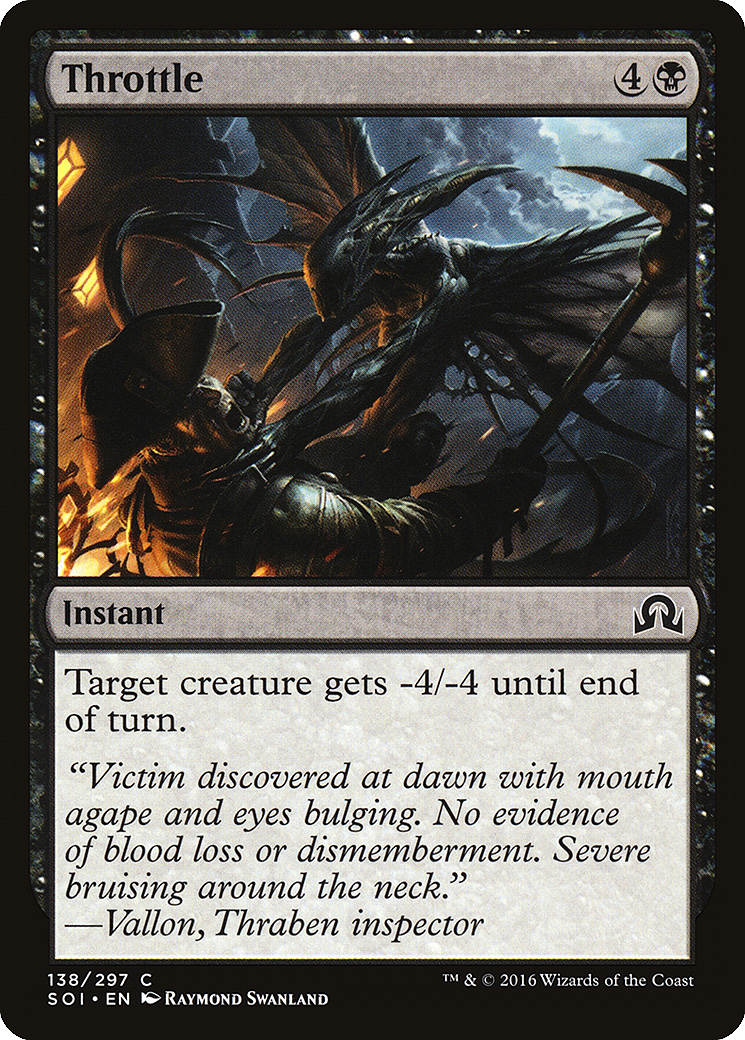 Throttle 4
Instant
Target creature gets -4/-4 until end
of turn.
“Victim discovered at dawn with mouth
agape and eyes bulging. No evidence
of blood loss or dismemberment. Severe
bruising around the neck.”
—Vallon, Thraben inspector
138/297 C
™ & © 2016 Wizards of the Coast
SOI • EN Raymond Swanland